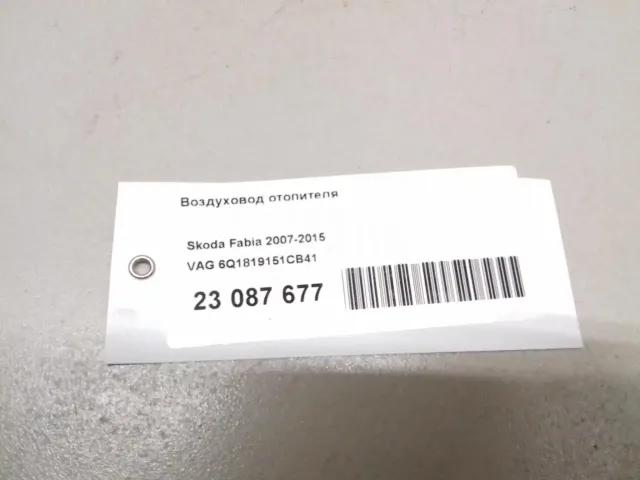 Воздуховод отопителя
Skoda Fabia 2007-2015
VAG 6Q1819151CB41
23 087 677